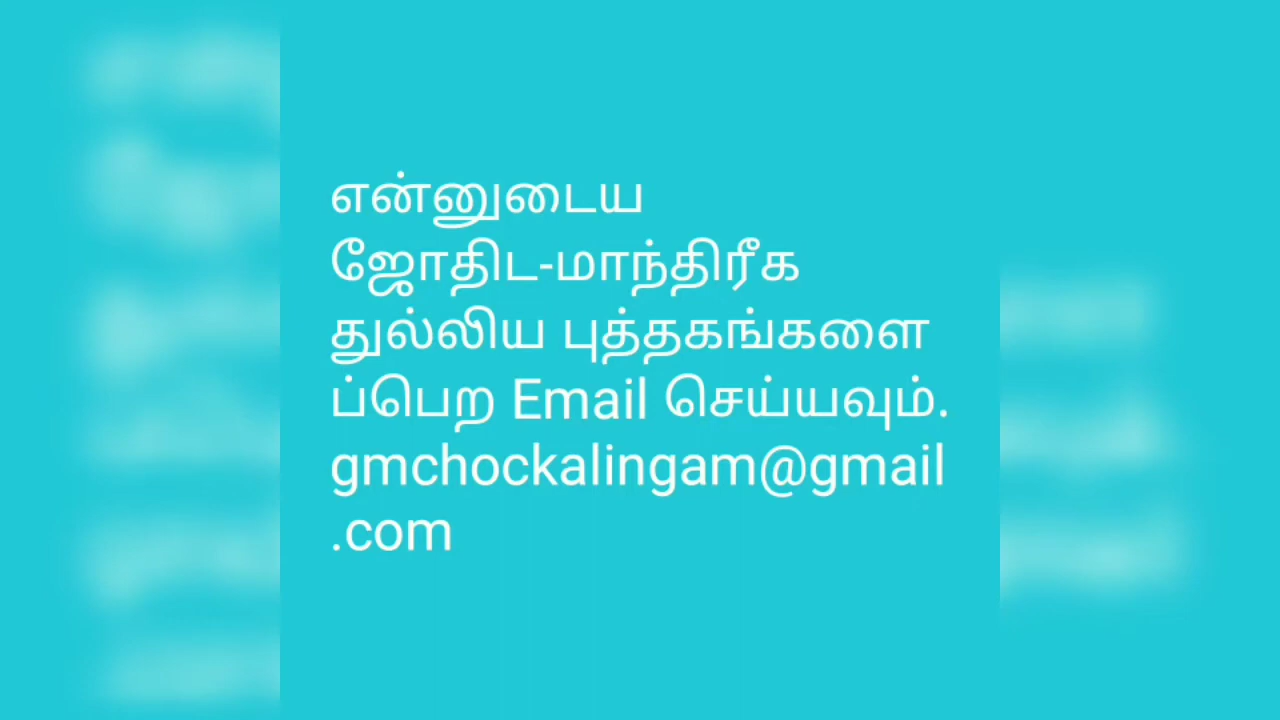 என்னுடைய
ஜோதிட-மாந்திரீக
துல்லிய புத்தகங்களை
ப்பெற Email செய்யவும்.
gmchockalingam@gmail
.com